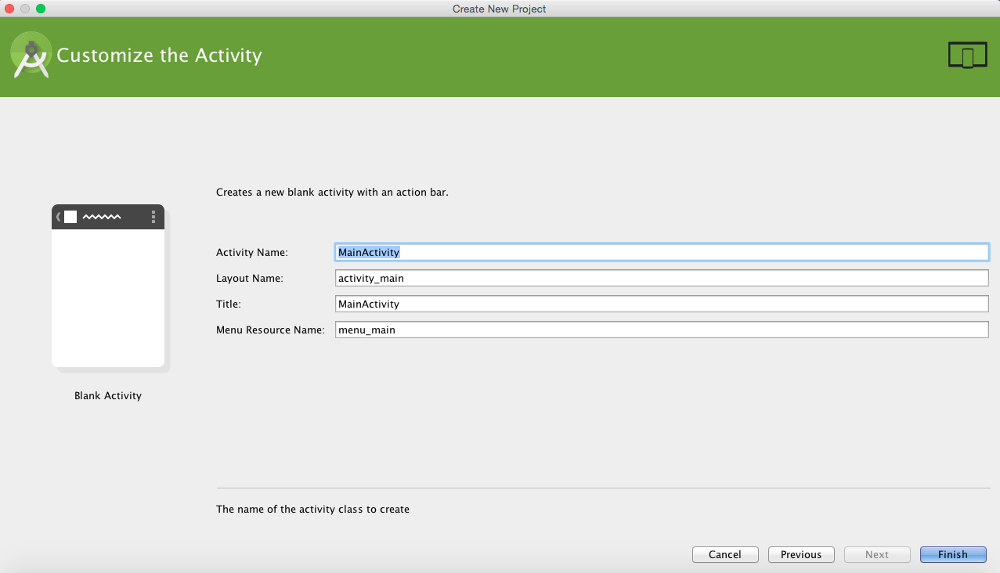 Create New Project
Customize the Activity
Creates a new blank activity with an action bar.
Activity Name: MainActivity
Layout Name: activity_main
Title: MainActivity
Menu Resource Name: menu_main
Blank Activity
The name of the activity class to create
Cancel Previous Next Finish